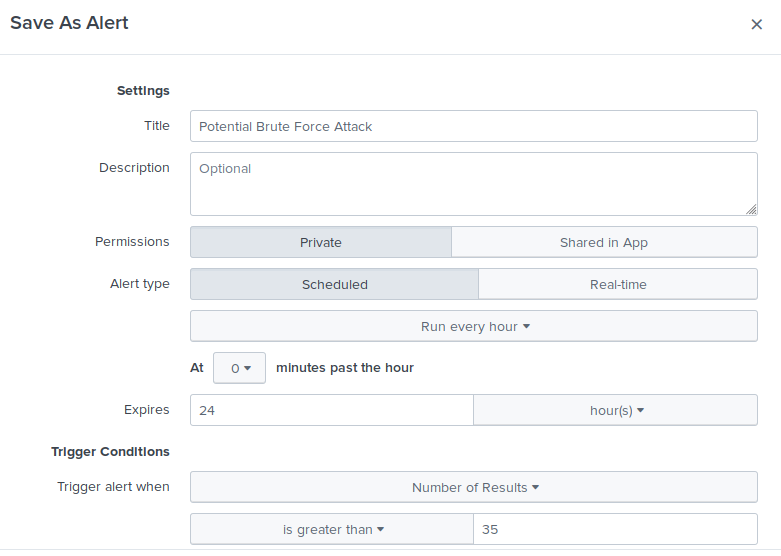 Save As Alert ×
Settings
Title Potential Brute Force Attack
Description Optional
Permissions Private Shared in App
Alert type Scheduled Real-time
Run every hour
At 0 minutes past the hour
Expires 24 hour(s)
Trigger Conditions
Trigger alert when Number of Results
is greater than 35